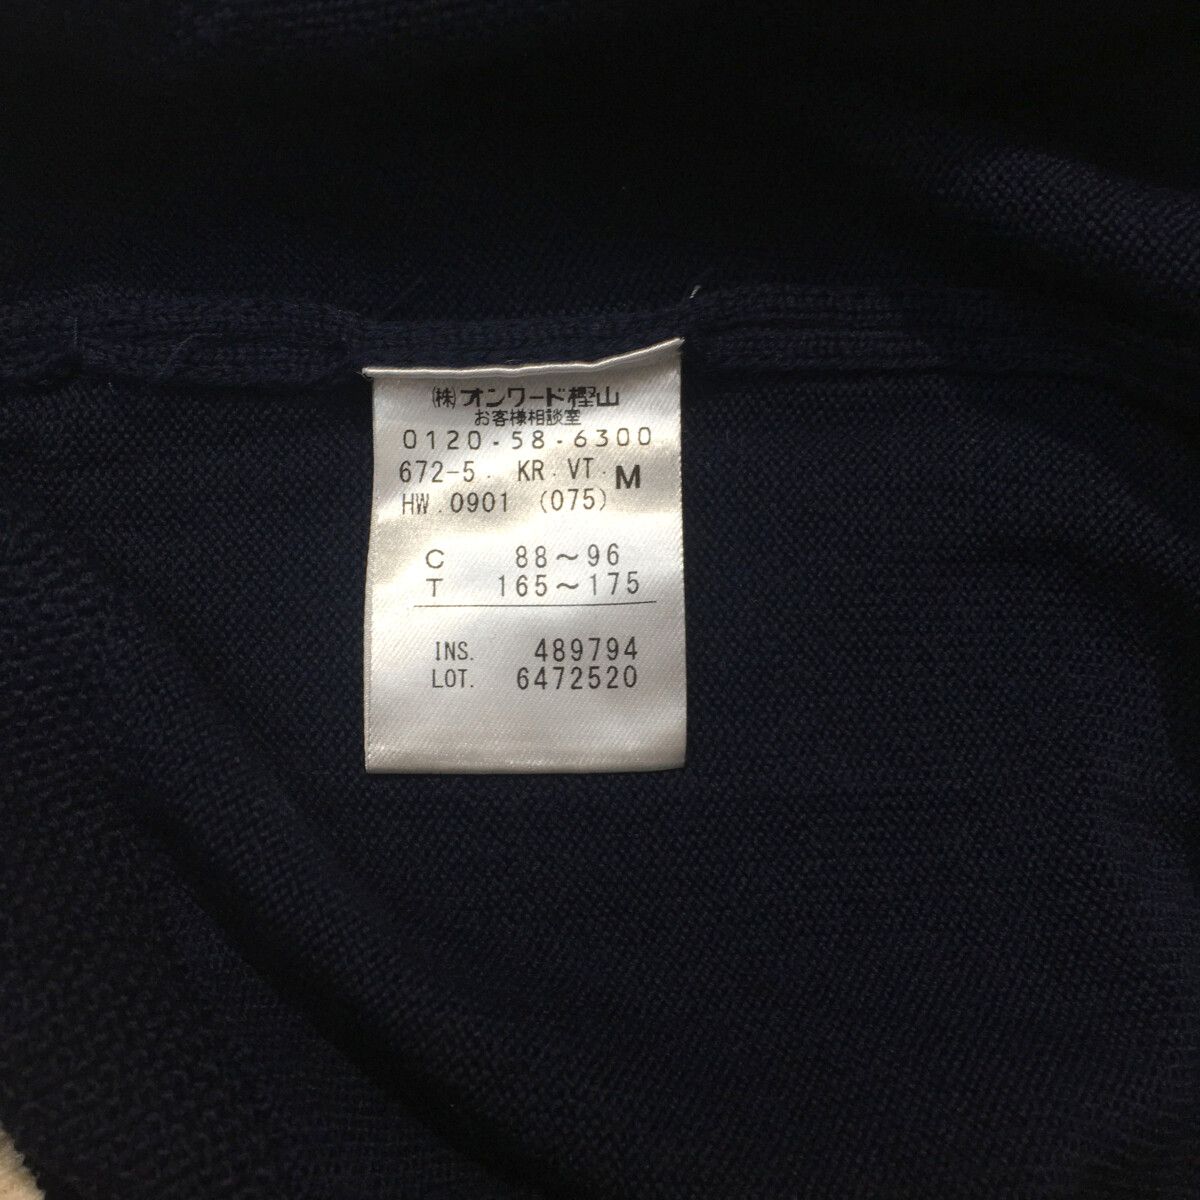 ㈱オンワード樫山
お客様相談室
0120-58-6300
672-5. KR.VT. M
HW.0901 (075)
C 88~96
T 165~175
INS. 489794
LOT. 6472520